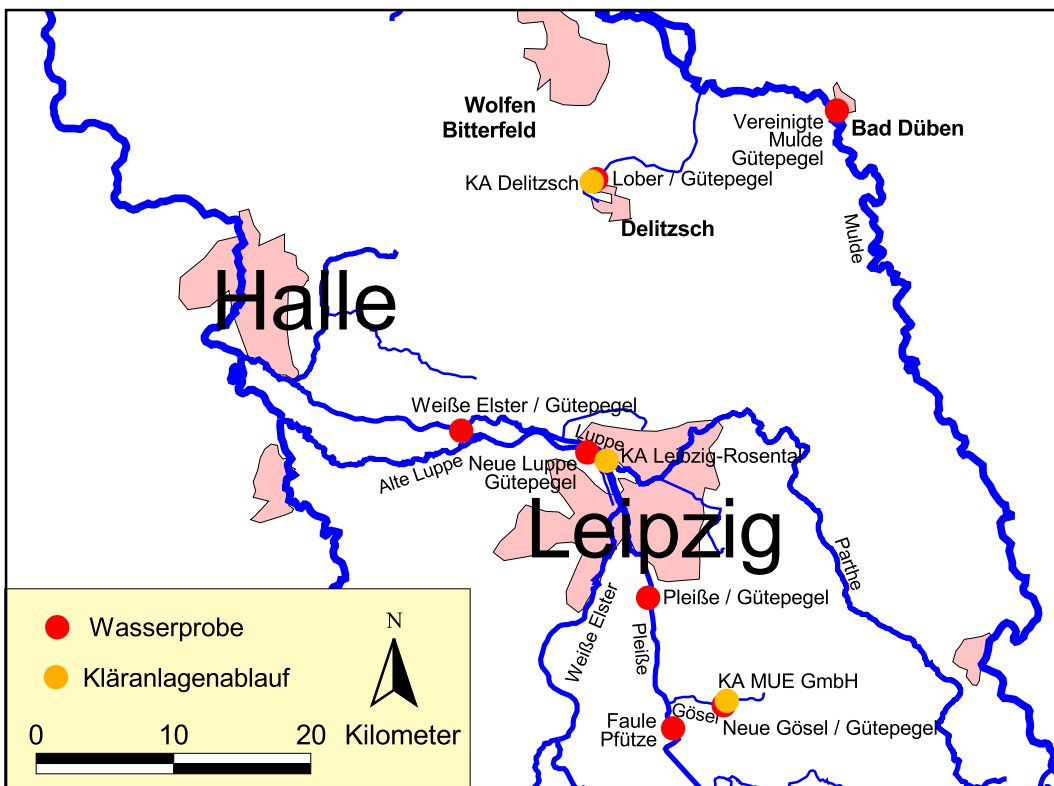 Wolfen
Bitterfeld
Vereinigte
Mulde
Gütepegel
Bad Düben
KA Delitzsch
Lober / Gütepegel
Delitzsch
Mulde
Halle
Weiße Elster / Gütepegel
Luppe
KA Leibzig-Rosental
Alte Luppe
Neue Luppe
Gütepegel
Leipzig
Parthe
Weiße Elster
Pleiße / Gütepegel
Pleiße
KA MUE GmbH
Gösel
Neue Gösel / Gütepegel
Faule
Pfütze
Wasserprobe
Kläranlagenablauf
N
Kilometer
0 10 20